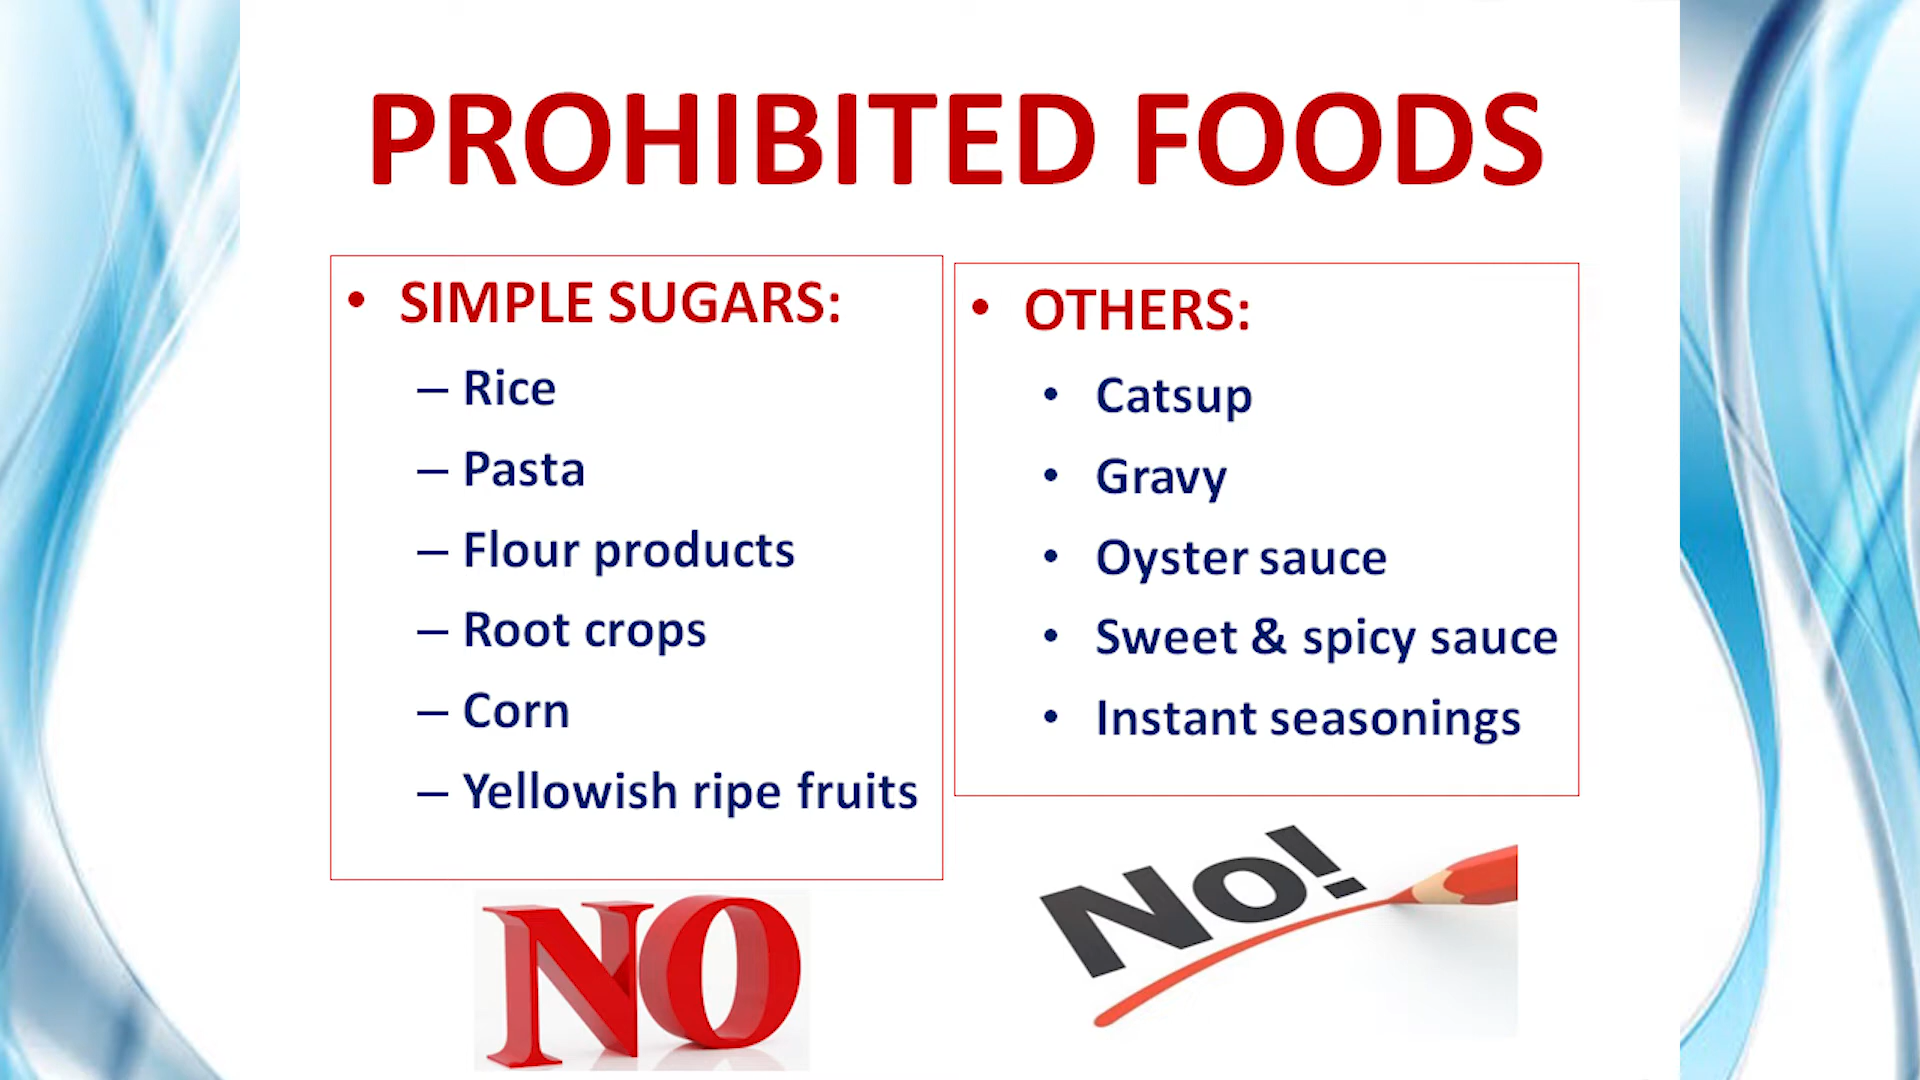 PROHIBITED FOODS
• SIMPLE SUGARS:
– Rice
– Pasta
– Flour products
– Root crops
– Corn
– Yellowish ripe fruits
• OTHERS:
• Catsup
• Gravy
• Oyster sauce
• Sweet & spicy sauce
• Instant seasonings
NO
No!